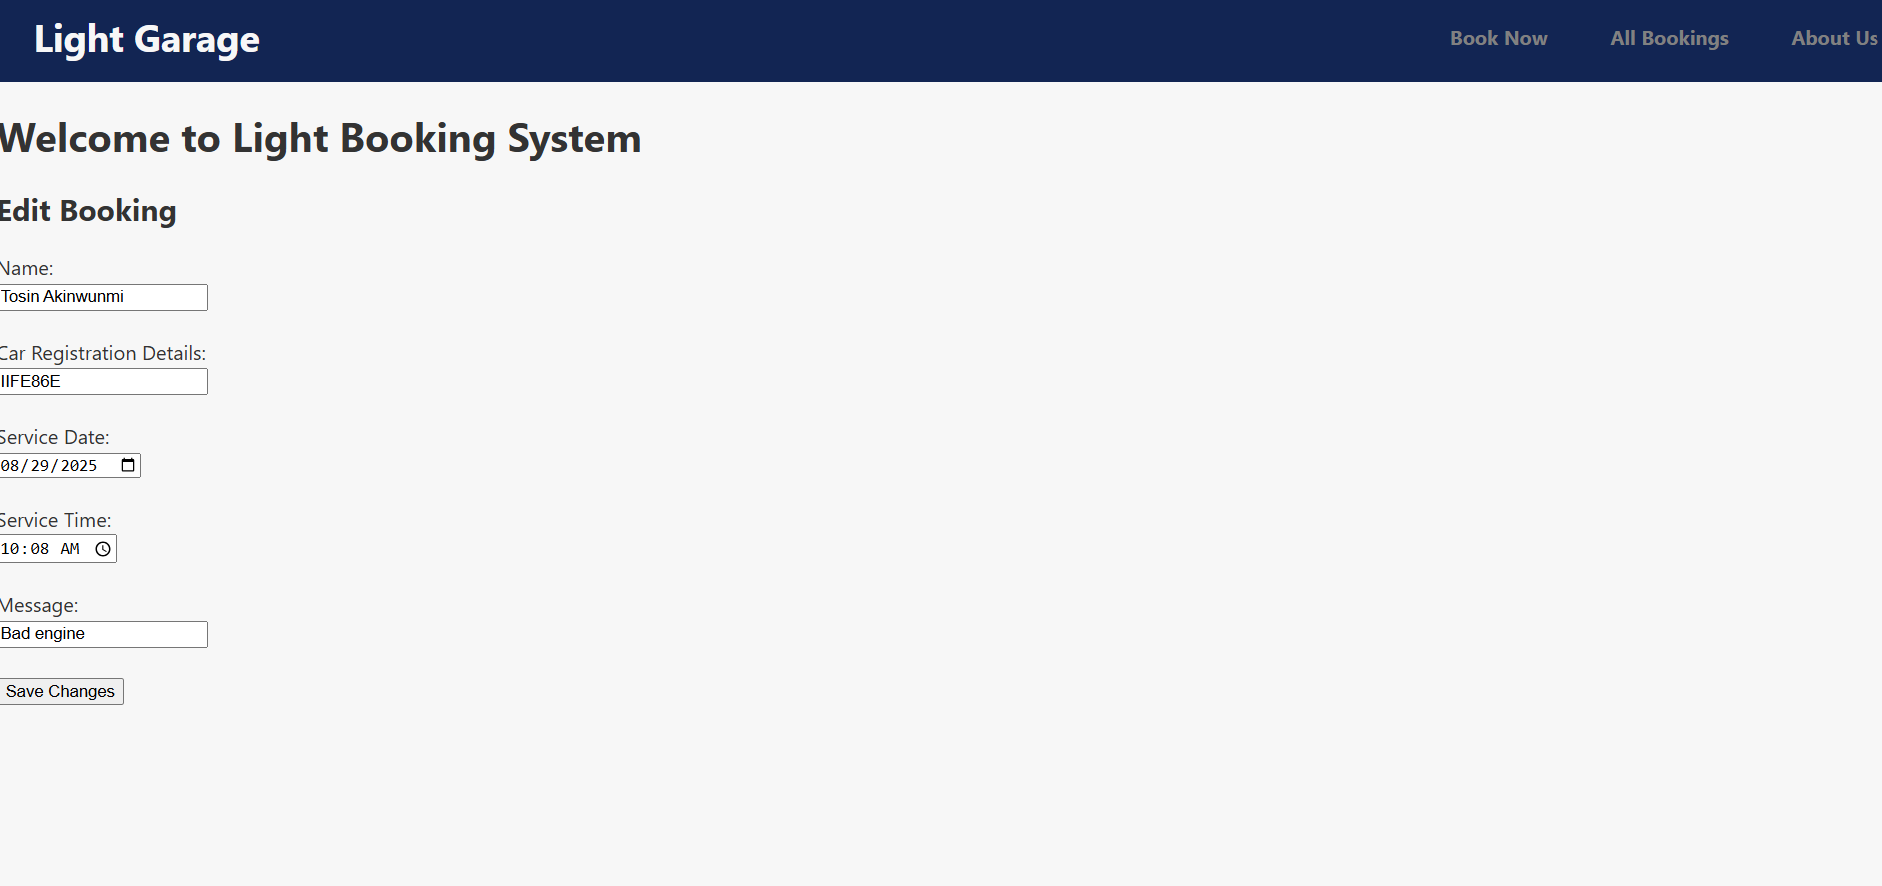 Light Garage
Book Now All Bookings About Us
Welcome to Light Booking System
Edit Booking
Name:
Tosin Akinwunmi
Car Registration Details:
IIFE86E
Service Date:
08/29/2025
Service Time:
10:08 AM
Message:
Bad engine
Save Changes